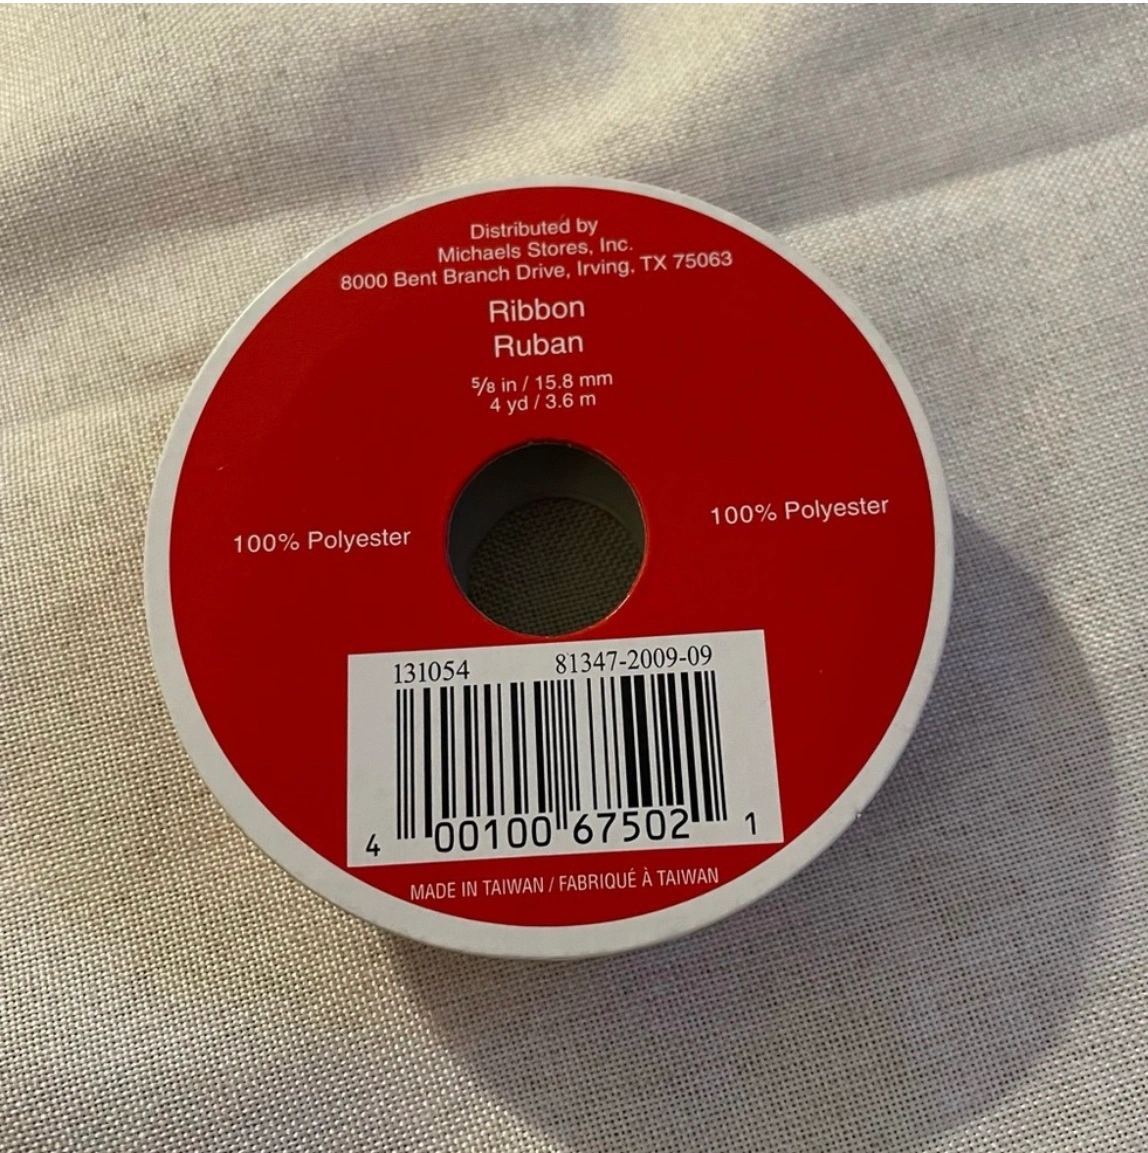 Distributed by
Michaels Stores, Inc.
8000 Bent Branch Drive, Irving, TX 75063
Ribbon
Ruban
5/8 in / 15.8 mm
4 yd / 3.6 m
100% Polyester
100% Polyester
131054 81347-2009-09
4 00100 67502 1
MADE IN TAIWAN / FABRIQUÉ À TAIWAN